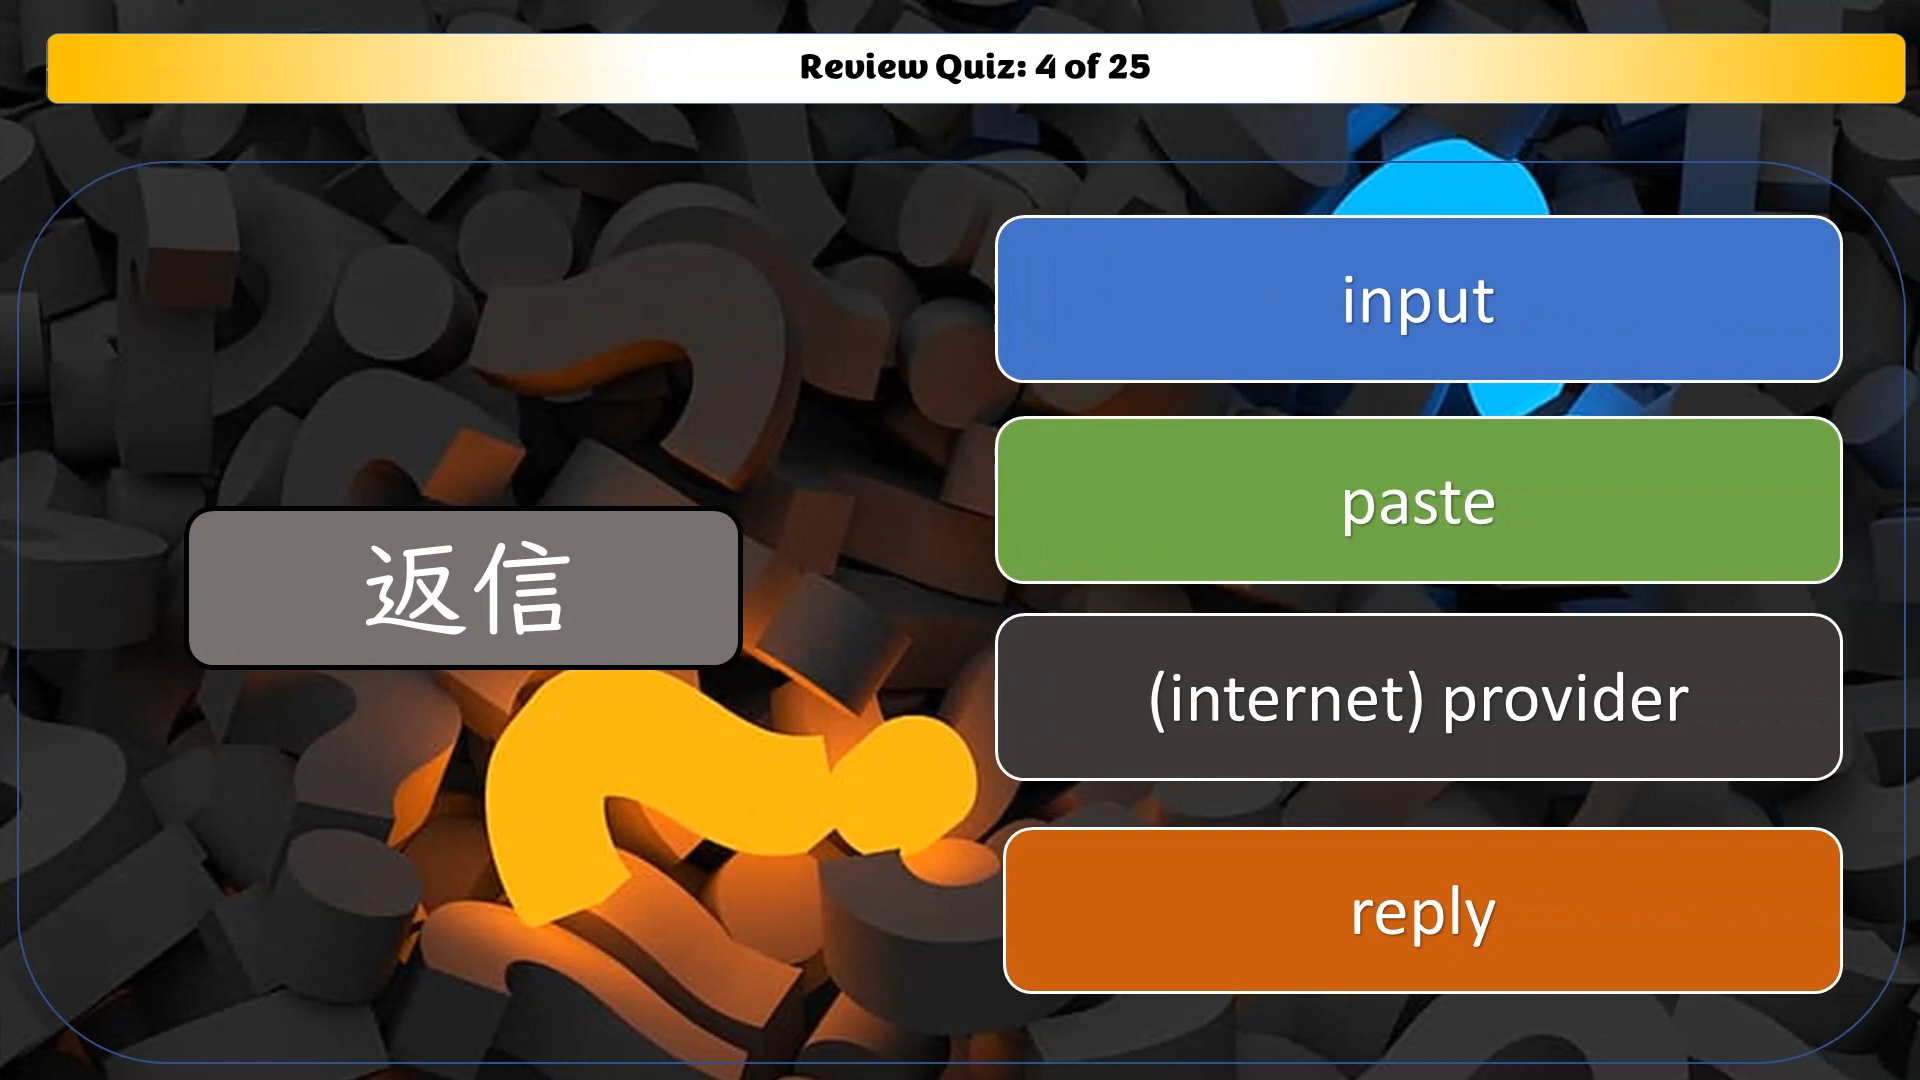 Review Quiz: 4 of 25
返信
input
paste
(internet) provider
reply